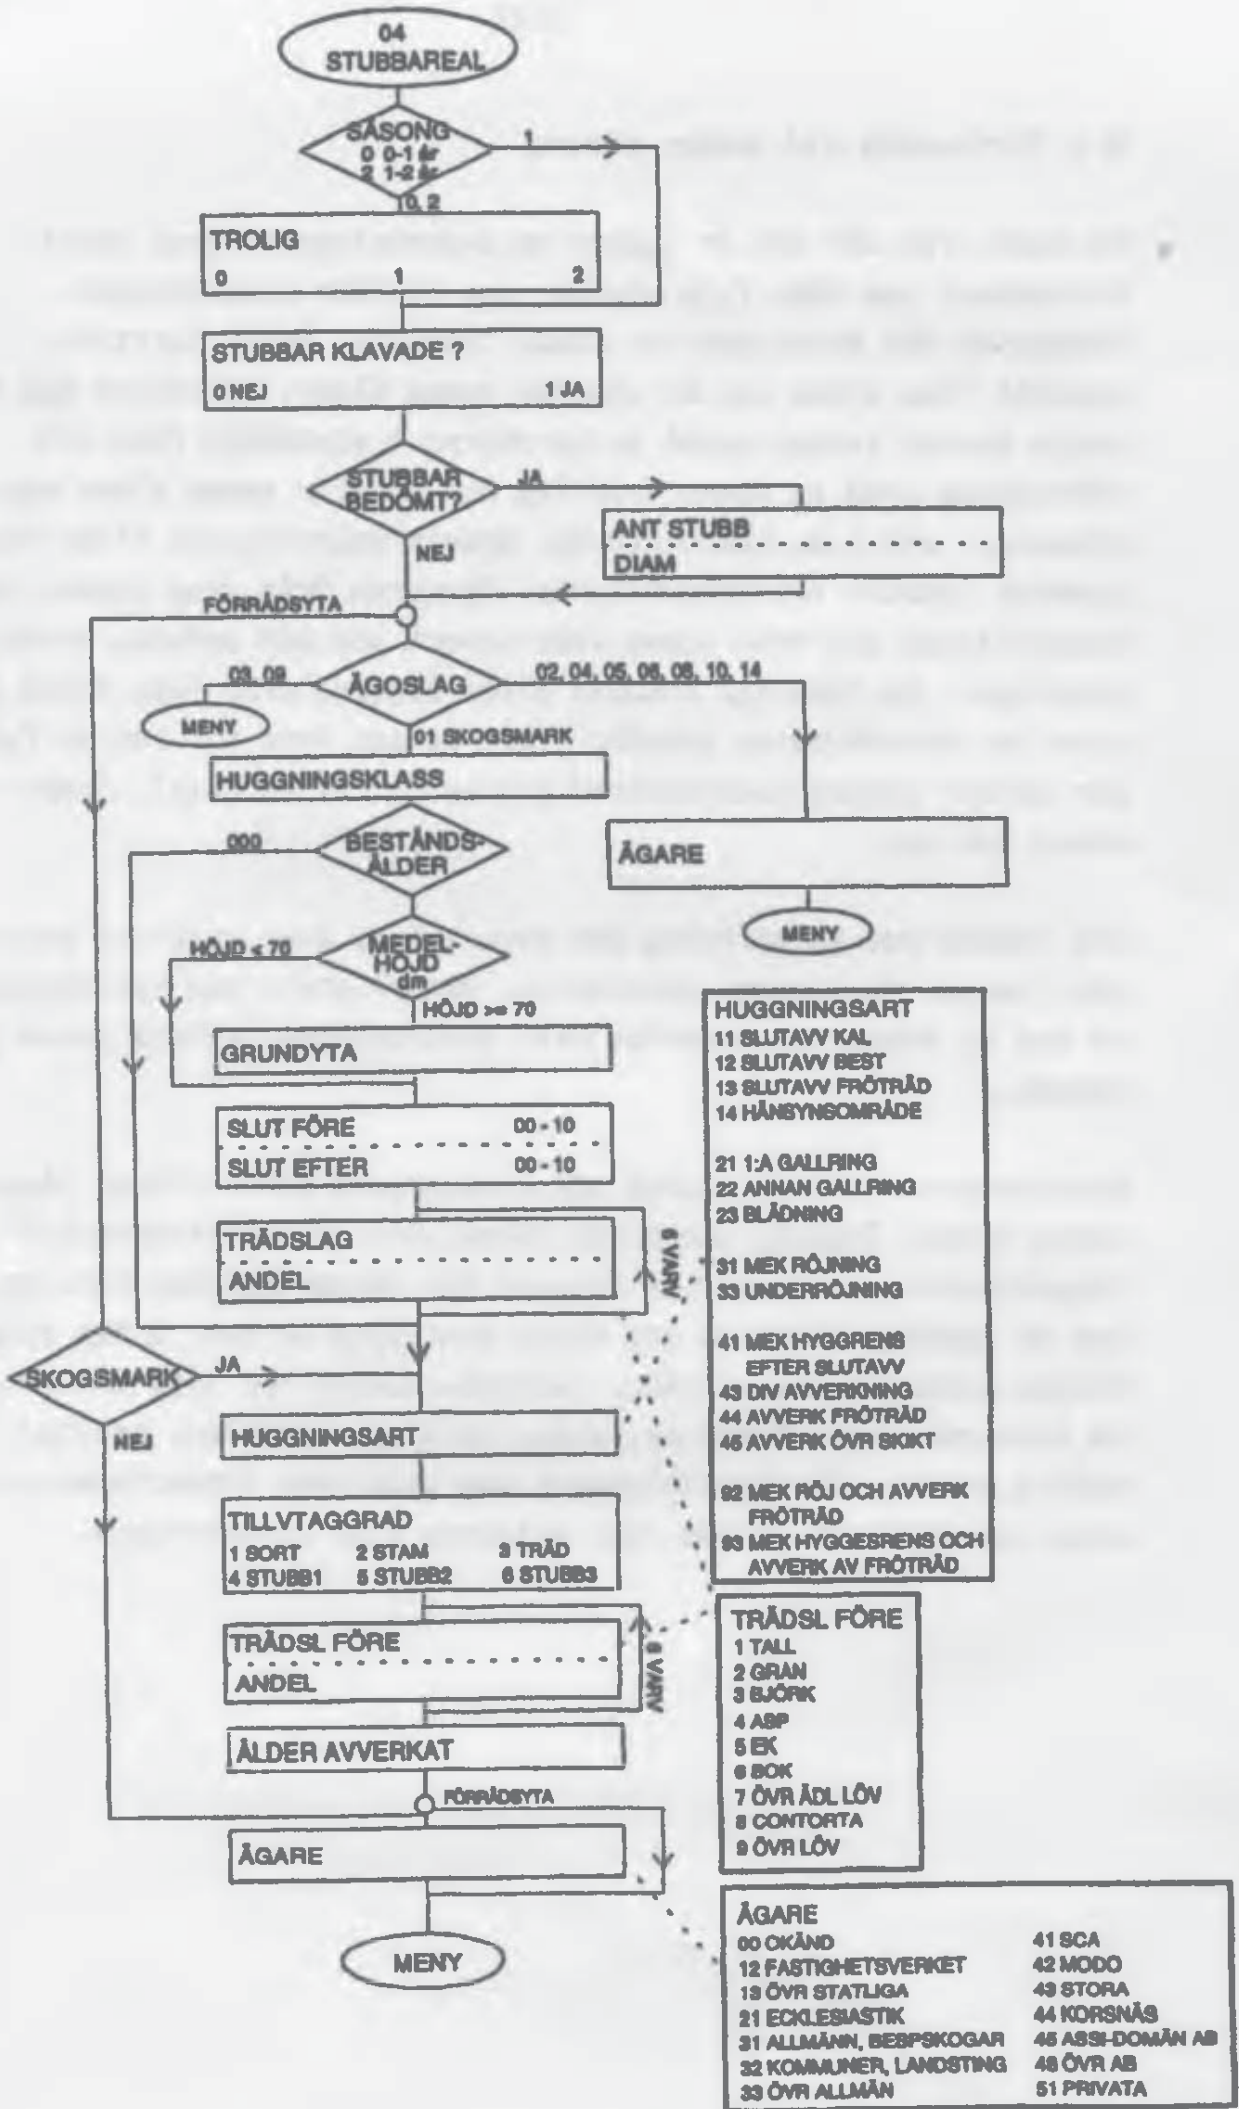 04
STUBBAREAL
SÄSONG
0 0-1 år
2 1-2 år
1
0, 2
TROLIG
0 1 2
STUBBAR KLAVADE ?
0 NEJ 1 JA
STUBBAR
BEDÖMT?
JA
NEJ
ANT STUBB
DIAM
FÖRRÅDSYTA
ÄGOSLAG
03, 09
02, 04, 05, 06, 08, 10, 14
MENY
01 SKOGSMARK
HUGGNINGSKLASS
000
BESTÅNDS-
ÅLDER
ÄGARE
MENY
HÖJD < 70
MEDEL-
HÖJD
dm
HÖJD >= 70
GRUNDYTA
SLUT FÖRE 00 - 10
SLUT EFTER 00 - 10
TRÄDSLAG
ANDEL
6 VARV
SKOGSMARK
JA
NEJ
HUGGNINGSART
TILLVTAGGRAD
1 SORT 2 STAM 3 TRÄD
4 STUBB1 5 STUBB2 6 STUBB3
TRÄDSL FÖRE
ANDEL
6 VARV
ÅLDER AVVERKAT
FÖRRÅDSYTA
ÄGARE
MENY
HUGGNINGSART
11 SLUTAVV KAL
12 SLUTAVV BEST
13 SLUTAVV FRÖTRÄD
14 HÄNSYNSOMRÅDE
21 1:A GALLRING
22 ANNAN GALLRING
23 BLÄDNING
31 MEK RÖJNING
33 UNDERRÖJNING
41 MEK HYGGRENS
EFTER SLUTAVV
43 DIV AVVERKNING
44 AVVERK FRÖTRÄD
45 AVVERK ÖVR SKIKT
92 MEK RÖJ OCH AVVERK
FRÖTRÄD
93 MEK HYGGESRENS OCH
AVVERK AV FRÖTRÄD
TRÄDSL FÖRE
1 TALL
2 GRAN
3 BJÖRK
4 ASP
5 EK
6 BOK
7 ÖVR ÄDL LÖV
8 CONTORTA
9 ÖVR LÖV
ÄGARE
00 OKÄND
12 FASTIGHETSVERKET
13 ÖVR STATLIGA
21 ECKLESIASTIK
31 ALLMÄNN, BESPSKOGAR
32 KOMMUNER, LANDSTING
33 ÖVR ALLMÄN
41 SCA
42 MODO
43 STORA
44 KORSNÄS
45 ASSI-DOMÄN AB
48 ÖVR AB
51 PRIVATA